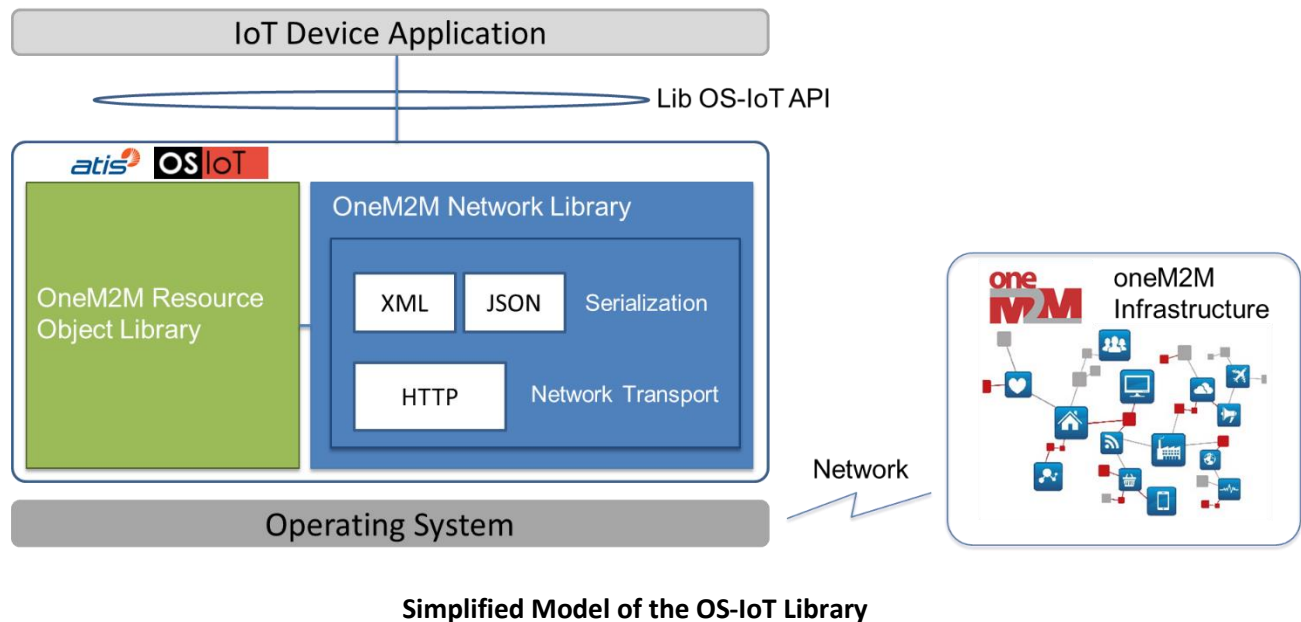 IoT Device Application
Lib OS-IoT API
atis OS IoT
OneM2M Network Library
OneM2M Resource
Object Library
XML JSON Serialization
HTTP Network Transport
one
M2M
oneM2M
Infrastructure
Network
Operating System
Simplified Model of the OS-IoT Library